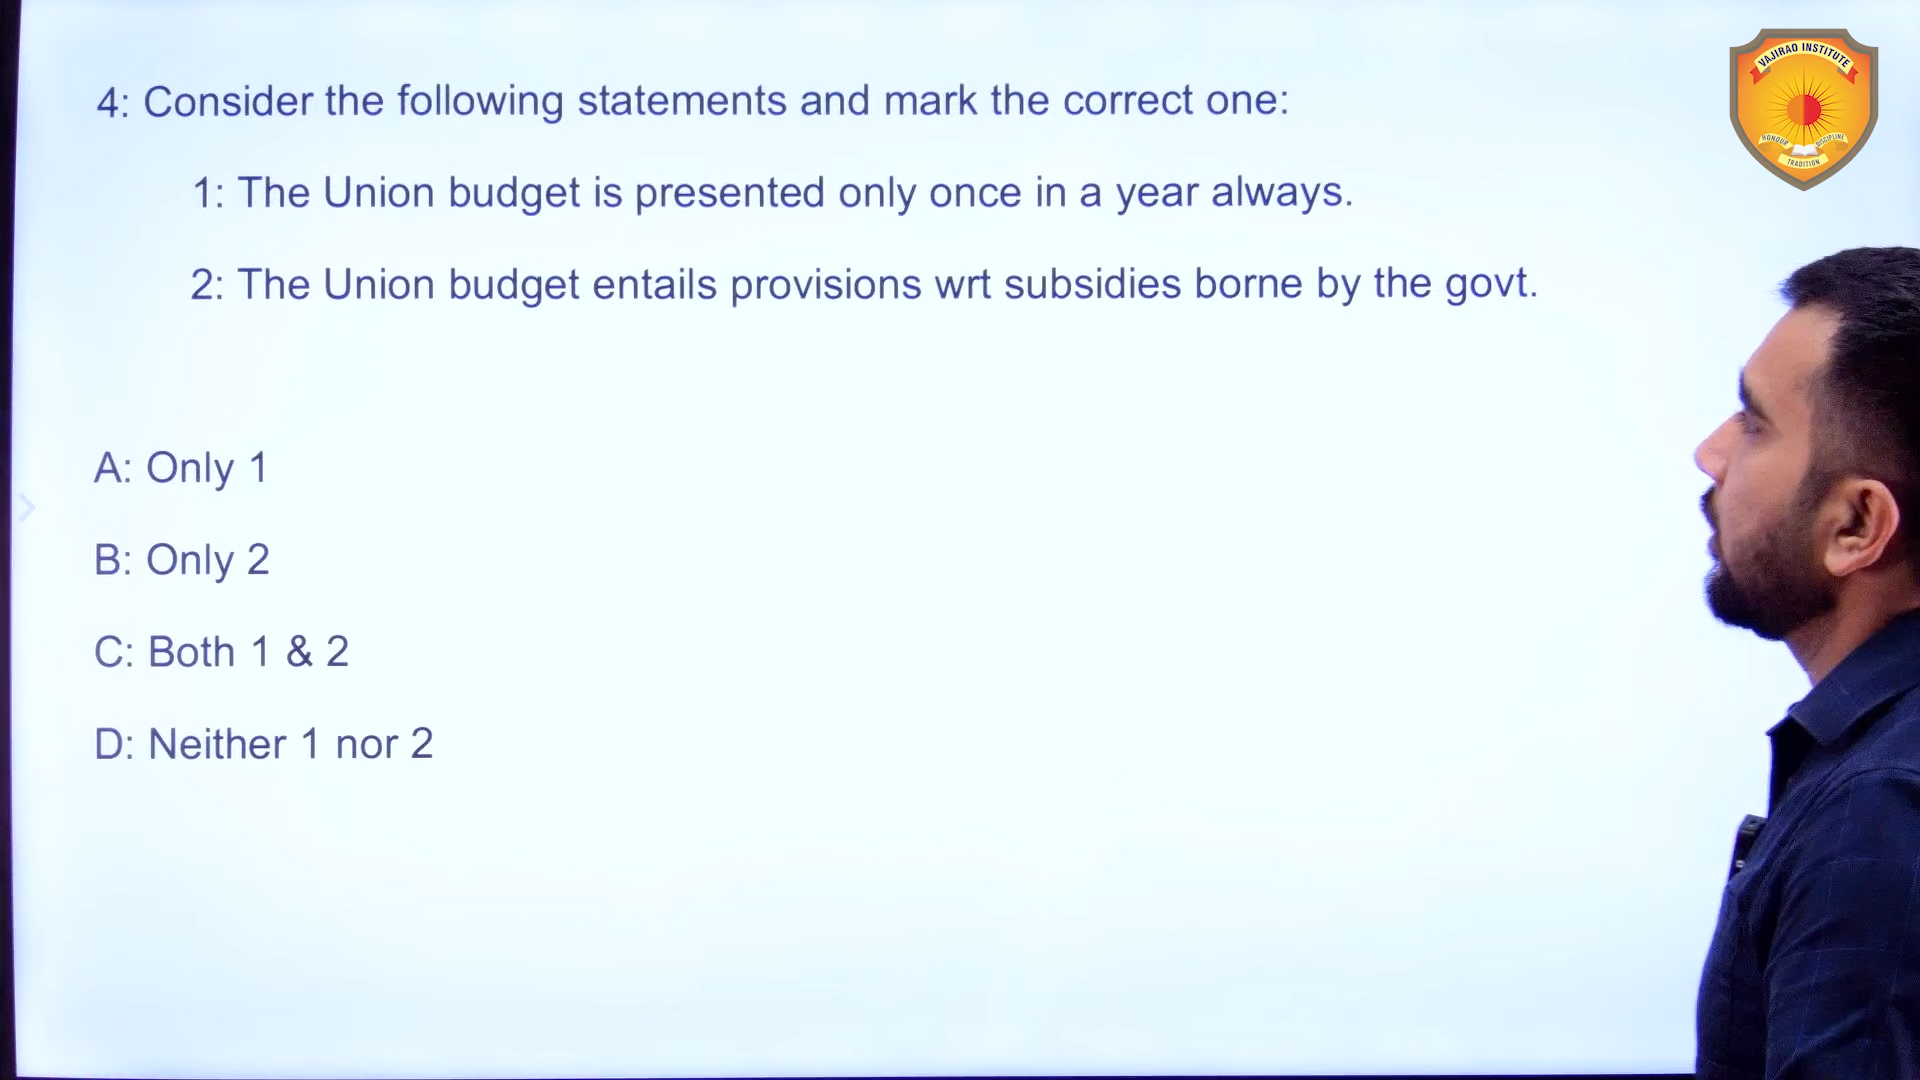 VAJIRAO INSTITUTE
HONOUR
DISCIPLINE
TRADITION
4: Consider the following statements and mark the correct one:
1: The Union budget is presented only once in a year always.
2: The Union budget entails provisions wrt subsidies borne by the govt.
A: Only 1
B: Only 2
C: Both 1 & 2
D: Neither 1 nor 2